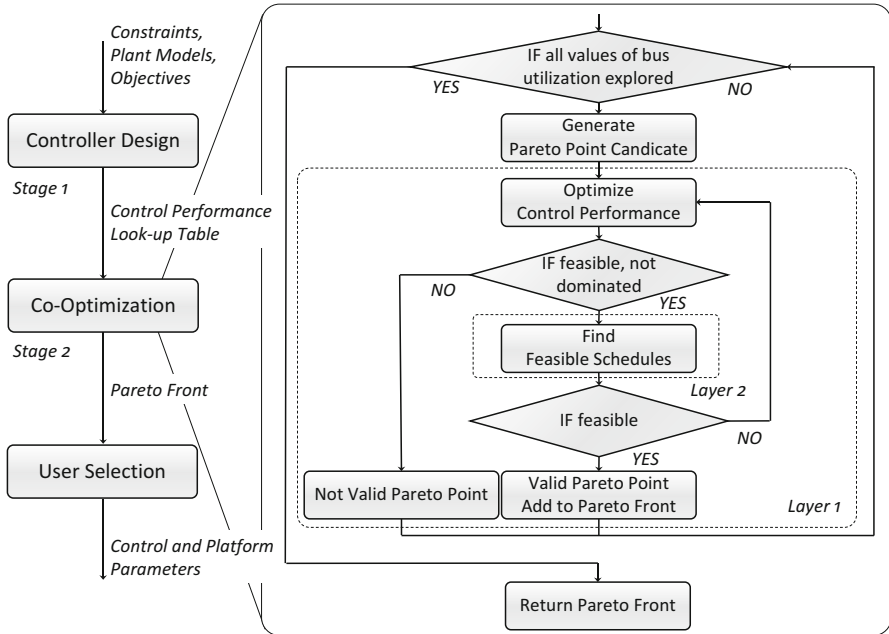 Constraints,
Plant Models,
Objectives
Controller Design
Stage 1
Control Performance
Look-up Table
Co-Optimization
Stage 2
Pareto Front
User Selection
Control and Platform
Parameters
IF all values of bus
utilization explored
YES
NO
Generate
Pareto Point Candicate
Optimize
Control Performance
IF feasible, not
dominated
NO
YES
Find
Feasible Schedules
Layer 2
IF feasible
NO
YES
Not Valid Pareto Point
Valid Pareto Point
Add to Pareto Front
Layer 1
Return Pareto Front